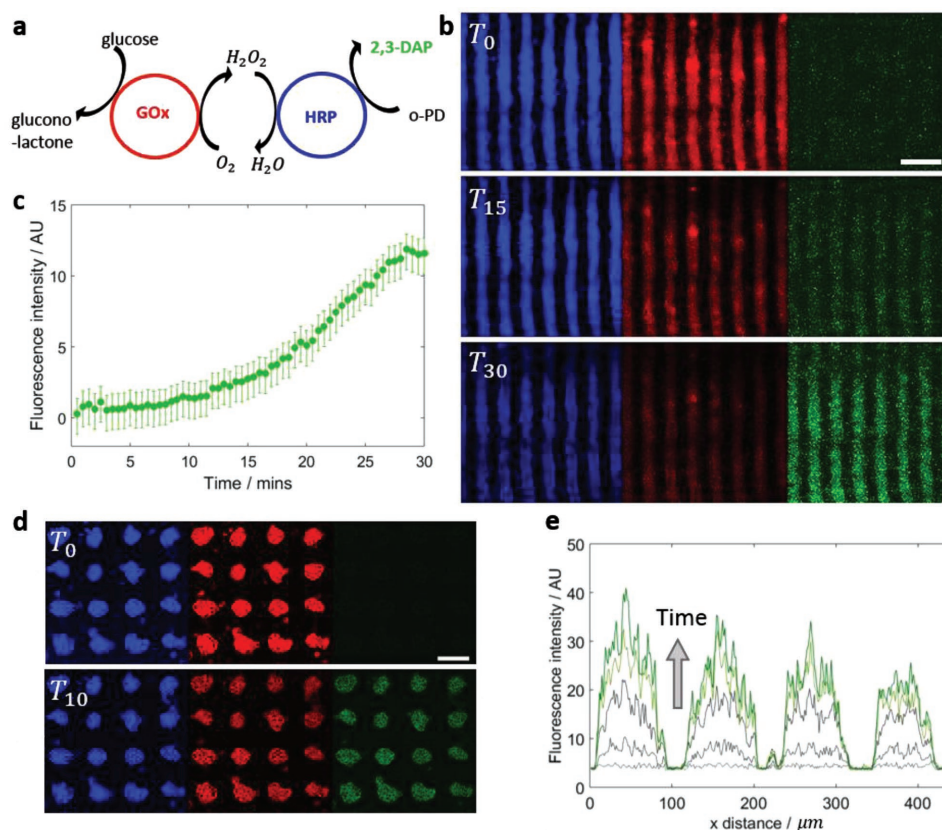 a
glucose
GOx
glucono
-lactone
H₂O₂
O₂
H₂O
HRP
2,3-DAP
o-PD
b
T₀
T₁₅
T₃₀
c
Fluorescence intensity / AU
15
10
5
0
0 5 10 15 20 25 30
Time / mins
d
T₀
T₁₀
e
Fluorescence intensity / AU
50
40
30
20
10
0
Time
0 100 200 300 400
x distance / μm